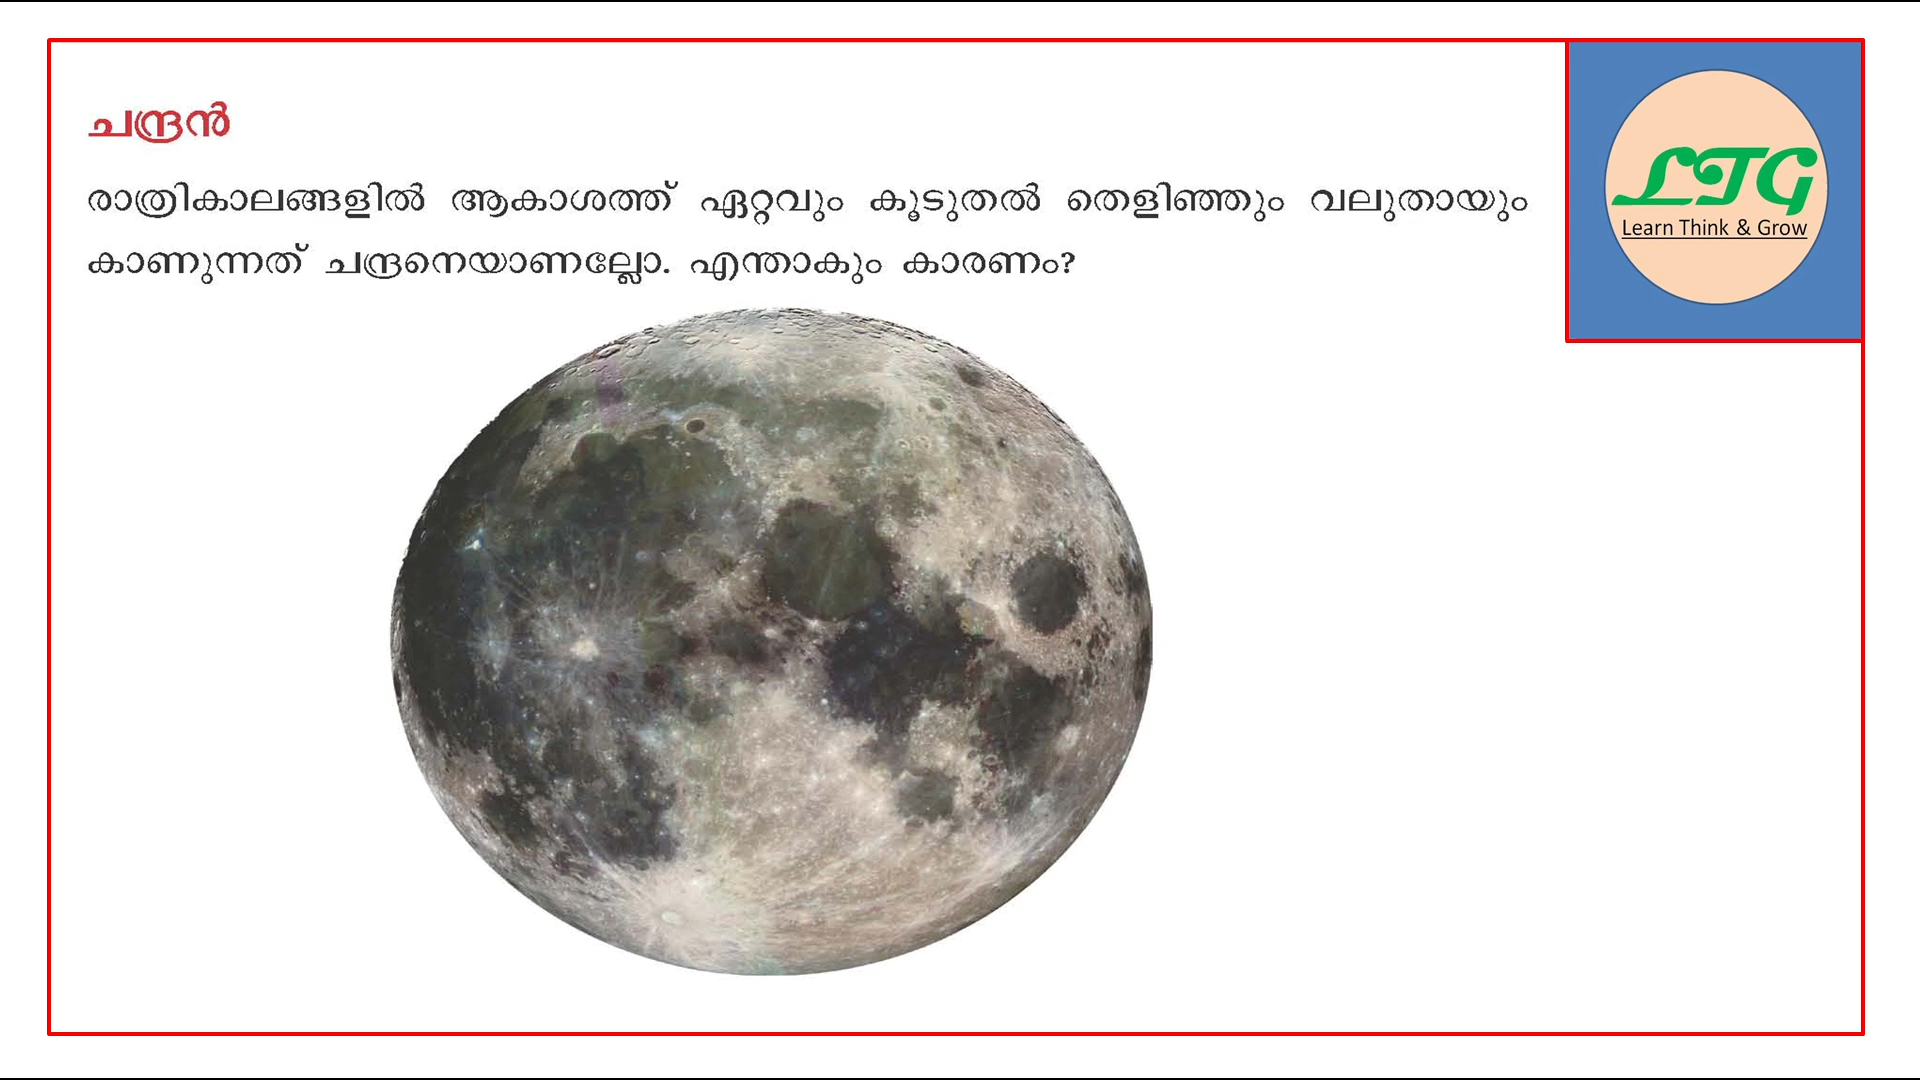 ചന്ദ്രൻ
രാത്രികാലങ്ങളിൽ ആകാശത്ത് ഏറ്റവും കൂടുതൽ തെളിഞ്ഞും വലുതായും
കാണുന്നത് ചന്ദ്രനെയാണല്ലോ. എന്താകും കാരണം?
LTG
Learn Think & Grow